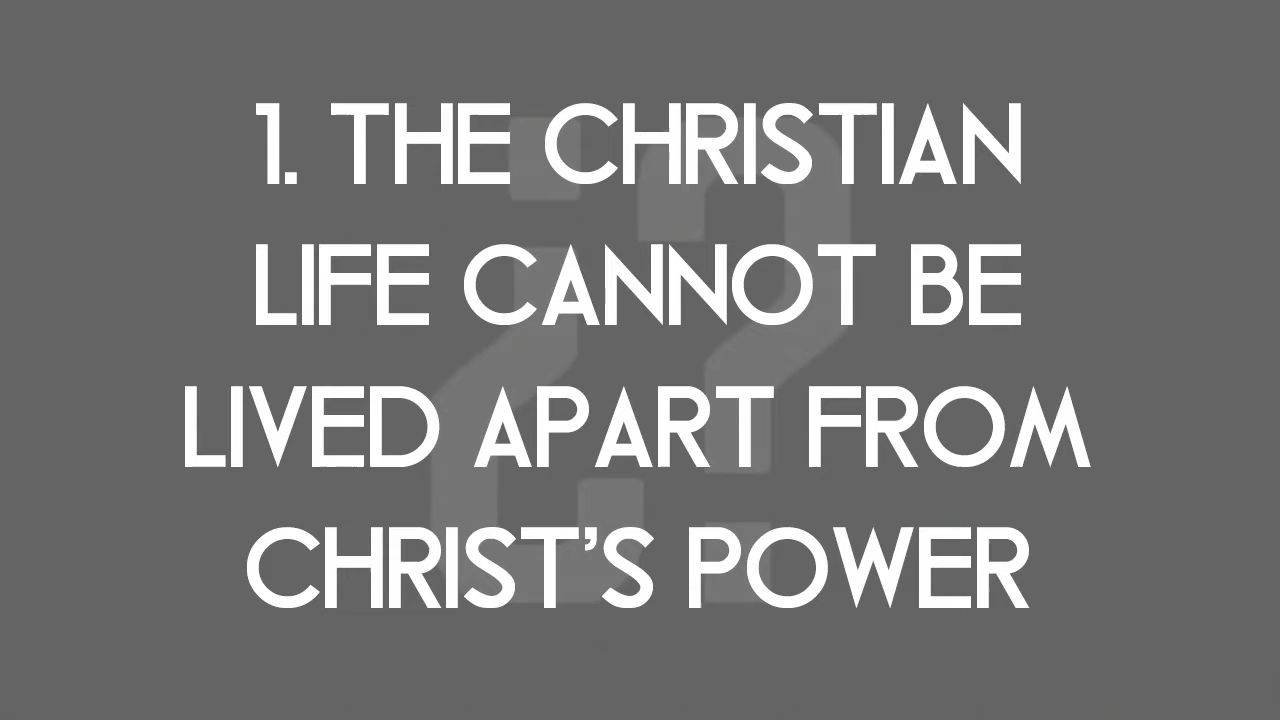 1. THE CHRISTIAN
LIFE CANNOT BE
LIVED APART FROM
CHRIST'S POWER